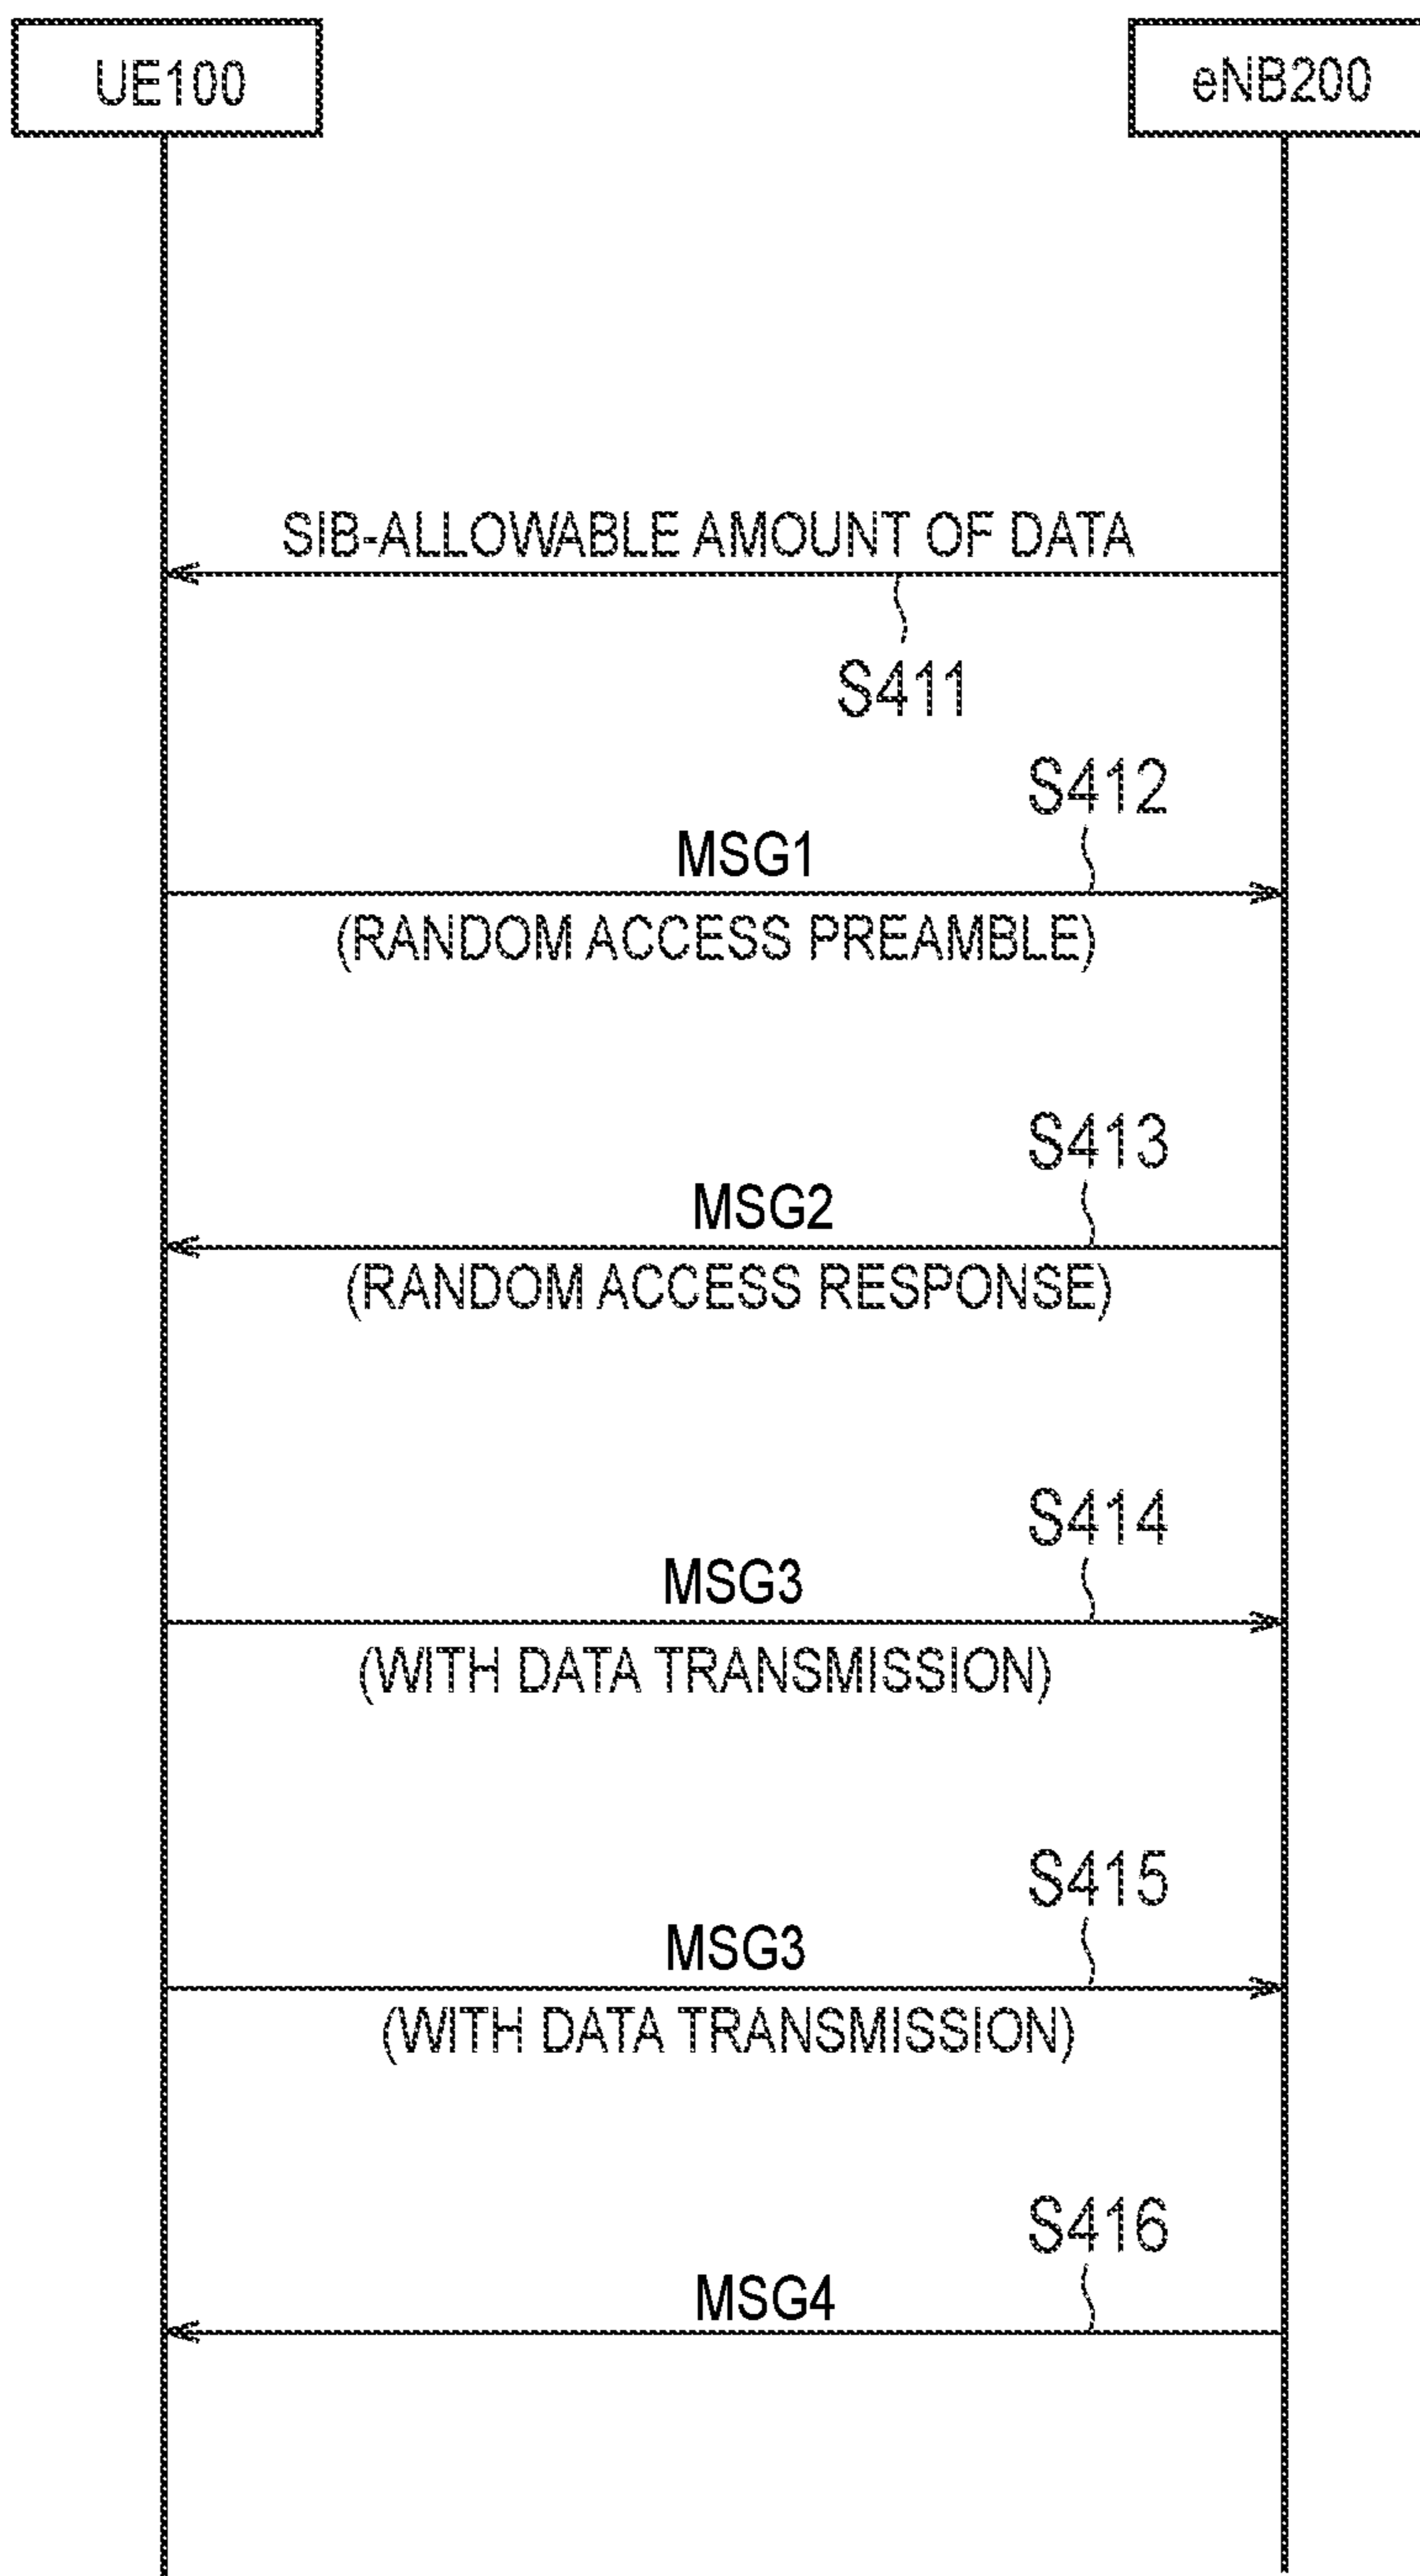 UE100
eNB200
SIB-ALLOWABLE AMOUNT OF DATA
S411
S412
MSG1
(RANDOM ACCESS PREAMBLE)
S413
MSG2
(RANDOM ACCESS RESPONSE)
S414
MSG3
(WITH DATA TRANSMISSION)
S415
MSG3
(WITH DATA TRANSMISSION)
S416
MSG4